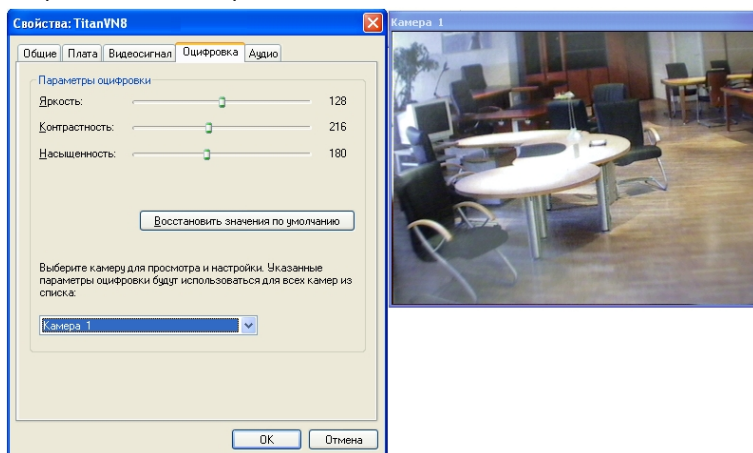 Свойства: TitanVN8
Общие Плата Видеосигнал Оцифровка Аудио
Параметры оцифровки
Яркость: 128
Контрастность: 216
Насыщенность: 180
Восстановить значения по умолчанию
Выберите камеру для просмотра и настройки. Указанные
параметры оцифровки будут использоваться для всех камер из
списка:
Камера 1
OK Отмена
Камера 1